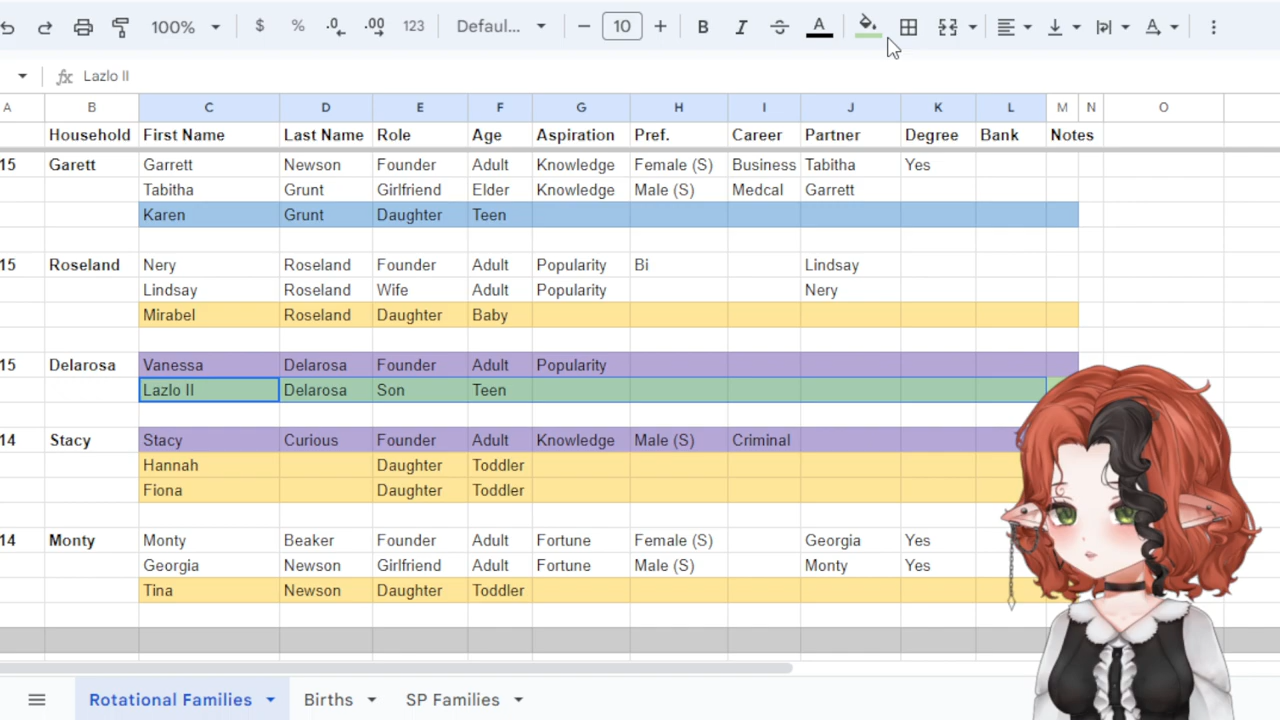 100% $ % .0 .00 123 Defaul... 10 B I A A
fx Lazlo II
A B C D E F G H I J K L M N O
Household First Name Last Name Role Age Aspiration Pref. Career Partner Degree Bank Notes
15 Garett Garrett Newson Founder Adult Knowledge Female (S) Business Tabitha Yes
Tabitha Grunt Girlfriend Elder Knowledge Male (S) Medcal Garrett
Karen Grunt Daughter Teen
15 Roseland Nery Roseland Founder Adult Popularity Bi Lindsay
Lindsay Roseland Wife Adult Popularity Nery
Mirabel Roseland Daughter Baby
15 Delarosa Vanessa Delarosa Founder Adult Popularity
Lazlo II Delarosa Son Teen
14 Stacy Stacy Curious Founder Adult Knowledge Male (S) Criminal
Hannah Daughter Toddler
Fiona Daughter Toddler
14 Monty Monty Beaker Founder Adult Fortune Female (S) Georgia Yes
Georgia Newson Girlfriend Adult Fortune Male (S) Monty Yes
Tina Newson Daughter Toddler
Rotational Families Births SP Families